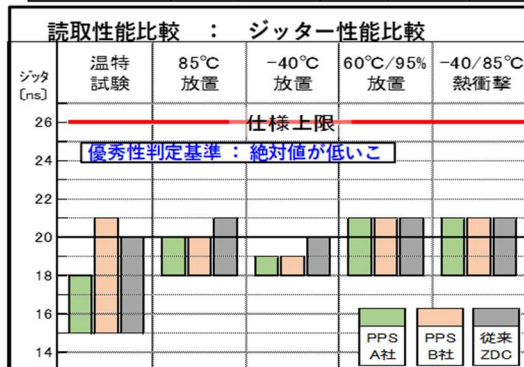 読取性能比較 ： ジッター性能比較
ジッタ
[ns]
温特
試験
85℃
放置
-40℃
放置
60℃/95%
放置
-40/85℃
熱衝撃
26
仕様上限
優秀性判定基準 ： 絶対値が低いこ
24
22
20
18
16
14
PPS
A社
PPS
B社
従来
ZDC